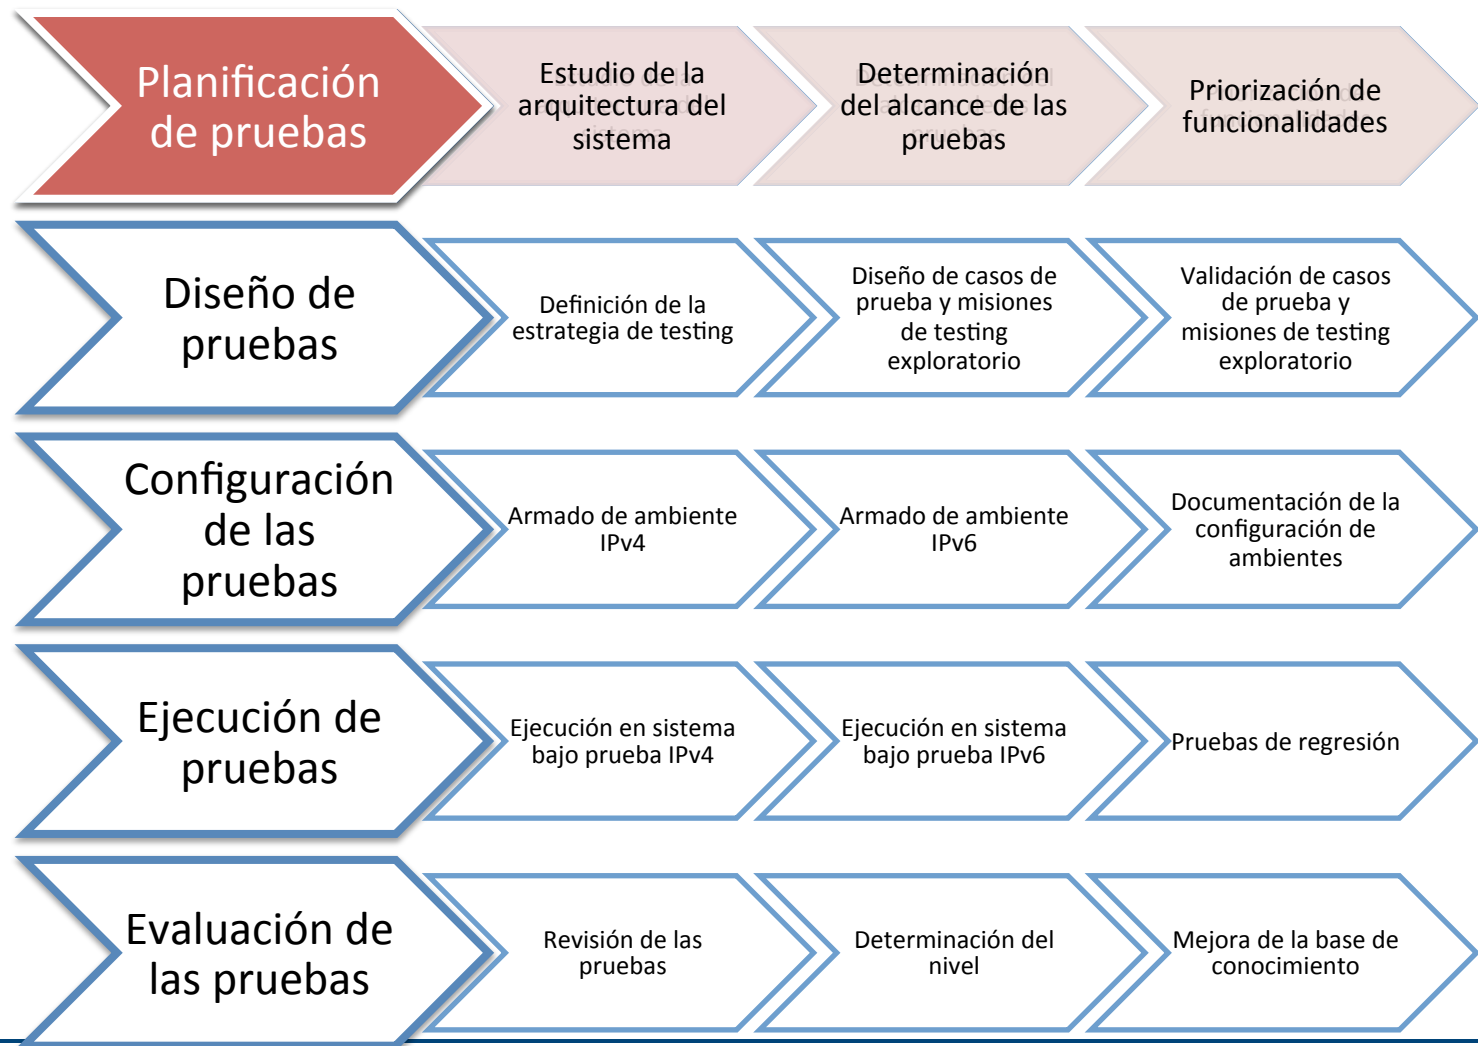 Planificación
de pruebas
Estudio de la
arquitectura del
sistema
Determinación
del alcance de las
pruebas
Priorización de
funcionalidades
Diseño de
pruebas
Definición de la
estrategia de testing
Diseño de casos de
prueba y misiones
de testing
exploratorio
Validación de casos
de prueba y
misiones de testing
exploratorio
Configuración
de las
pruebas
Armado de ambiente
IPv4
Armado de ambiente
IPv6
Documentación de la
configuración de
ambientes
Ejecución de
pruebas
Ejecución en sistema
bajo prueba IPv4
Ejecución en sistema
bajo prueba IPv6
Pruebas de regresión
Evaluación de
las pruebas
Revisión de las
pruebas
Determinación del
nivel
Mejora de la base de
conocimiento